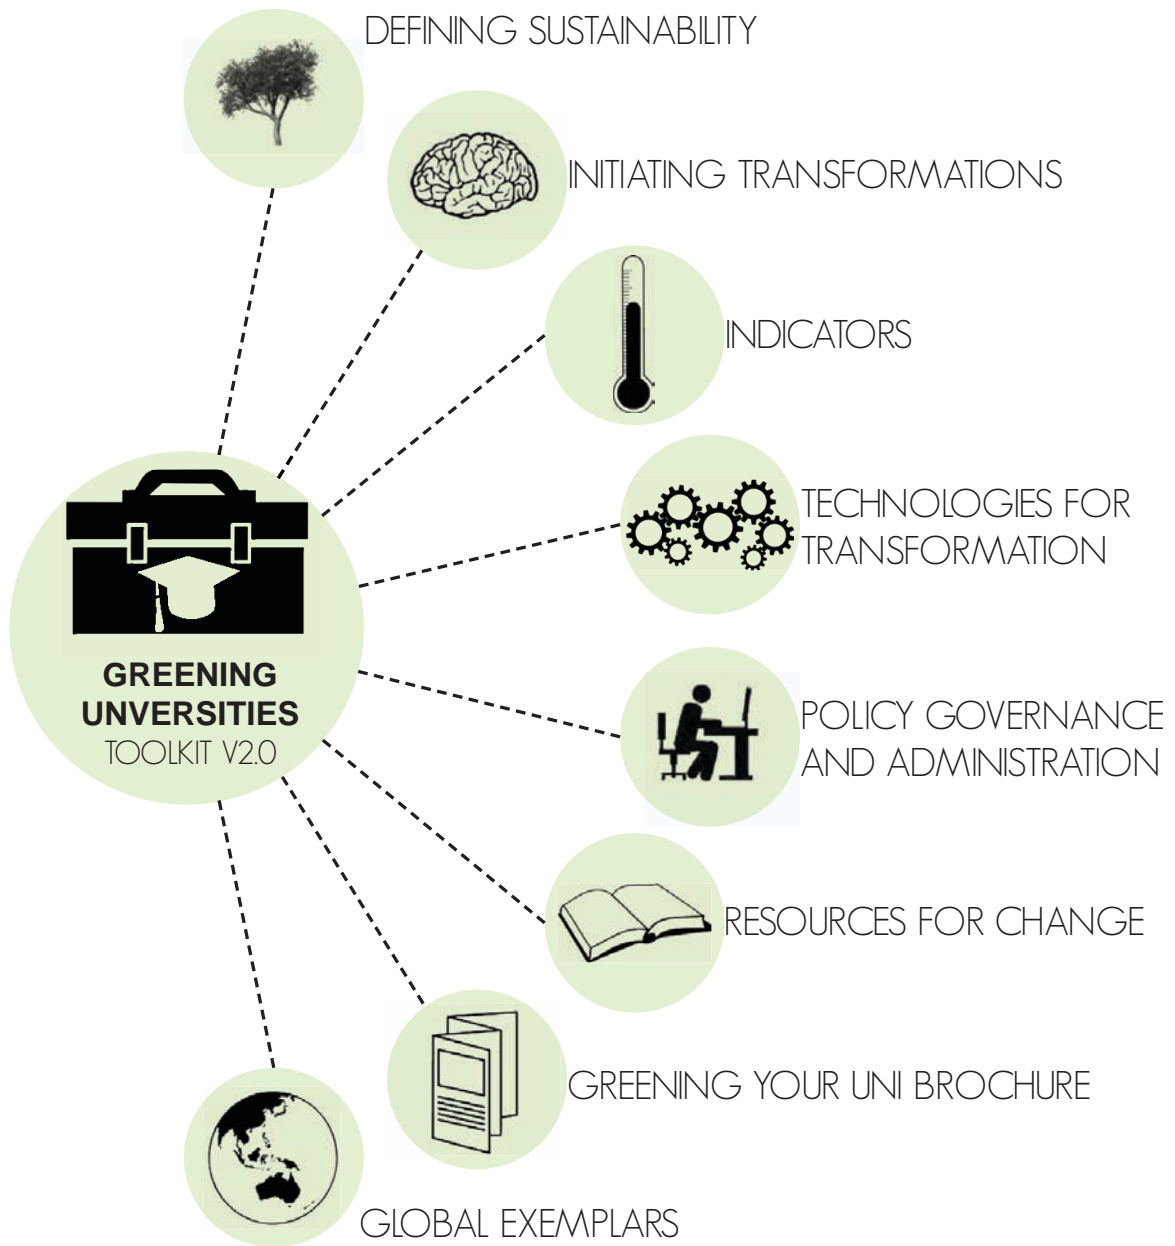 DEFINING SUSTAINABILITY
INITIATING TRANSFORMATIONS
INDICATORS
TECHNOLOGIES FOR
TRANSFORMATION
GREENING
UNVERSITIES
TOOLKIT V2.0
POLICY GOVERNANCE
AND ADMINISTRATION
RESOURCES FOR CHANGE
GREENING YOUR UNI BROCHURE
GLOBAL EXEMPLARS